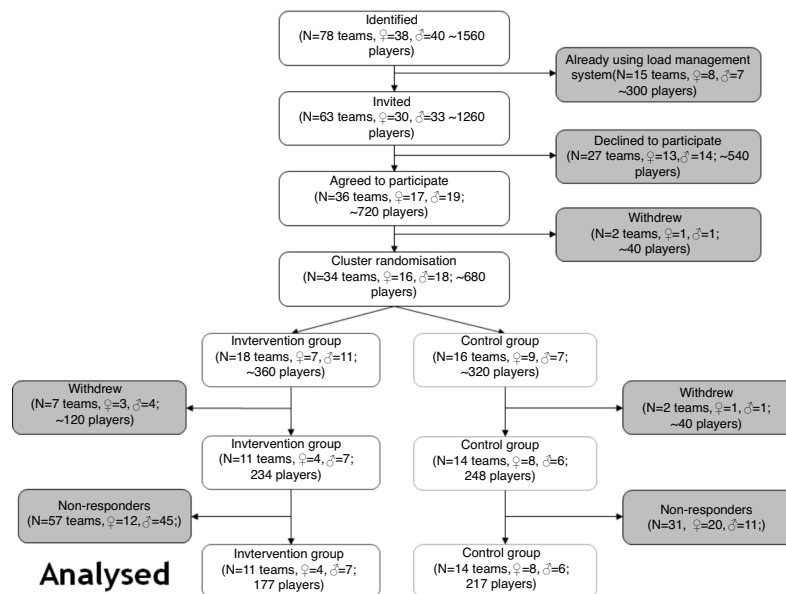 Identified
(N=78 teams, ♀=38, ♂=40 ~1560
players)
Already using load management
system(N=15 teams, ♀=8, ♂=7
~300 players)
Invited
(N=63 teams, ♀=30, ♂=33 ~1260
players)
Declined to participate
(N=27 teams, ♀=13,♂=14; ~540
players)
Agreed to participate
(N=36 teams, ♀=17, ♂=19;
~720 players)
Withdrew
(N=2 teams, ♀=1, ♂=1;
~40 players)
Cluster randomisation
(N=34 teams, ♀=16, ♂=18; ~680
players)
Invtervention group
(N=18 teams, ♀=7, ♂=11;
~360 players)
Control group
(N=16 teams, ♀=9, ♂=7;
~320 players)
Withdrew
(N=7 teams, ♀=3, ♂=4;
~120 players)
Withdrew
(N=2 teams, ♀=1, ♂=1;
~40 players)
Invtervention group
(N=11 teams, ♀=4, ♂=7;
234 players)
Control group
(N=14 teams, ♀=8, ♂=6;
248 players)
Non-responders
(N=57 teams, ♀=12, ♂=45;)
Non-responders
(N=31, ♀=20, ♂=11;)
Analysed
Invtervention group
(N=11 teams, ♀=4, ♂=7;
177 players)
Control group
(N=14 teams, ♀=8, ♂=6;
217 players)